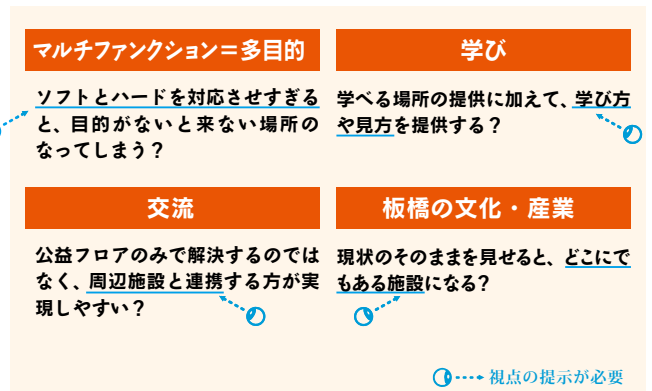 マルチファンクション＝多目的
ソフトとハードを対応させすぎる
と、目的がないと来ない場所の
なってしまう？
学び
学べる場所の提供に加えて、学び方
や見方を提供する？
交流
公益フロアのみで解決するのでは
なく、周辺施設と連携する方が実
現しやすい？
板橋の文化・産業
現状のそのままを見せると、どこにで
もある施設になる？
視点の提示が必要